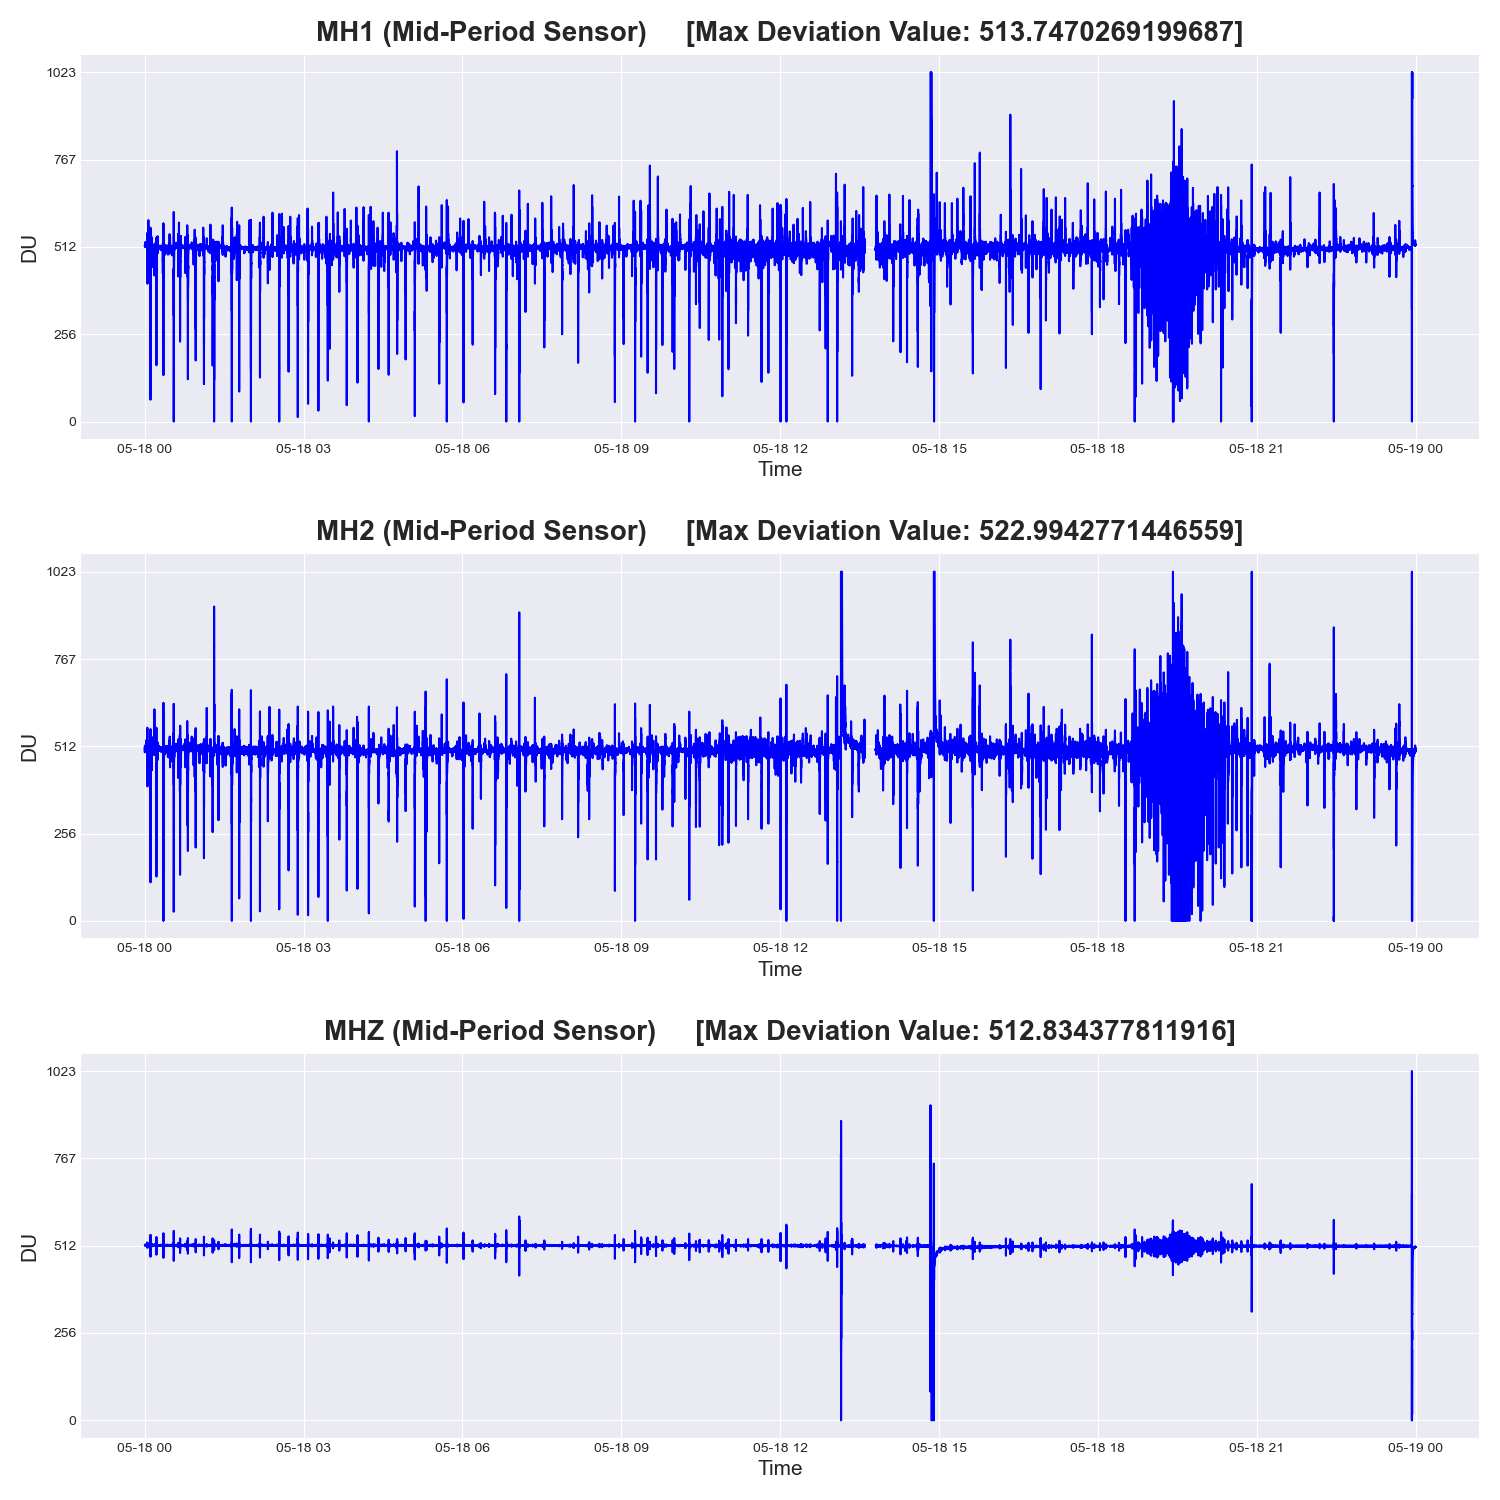 MH1 (Mid-Period Sensor) [Max Deviation Value: 513.7470269199687]
1023
767
512
256
0
DU
05-18 00 05-18 03 05-18 06 05-18 09 05-18 12 05-18 15 05-18 18 05-18 21 05-19 00
Time
MH2 (Mid-Period Sensor) [Max Deviation Value: 522.9942771446559]
1023
767
512
256
0
DU
05-18 00 05-18 03 05-18 06 05-18 09 05-18 12 05-18 15 05-18 18 05-18 21 05-19 00
Time
MHZ (Mid-Period Sensor) [Max Deviation Value: 512.834377811916]
1023
767
512
256
0
DU
05-18 00 05-18 03 05-18 06 05-18 09 05-18 12 05-18 15 05-18 18 05-18 21 05-19 00
Time